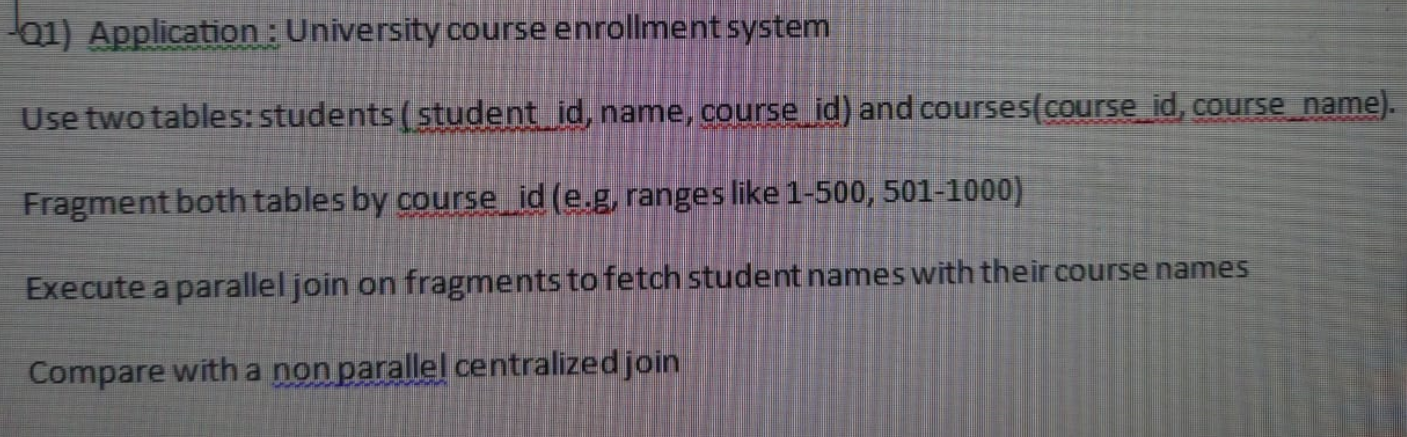 Q1) Application : University course enrollment system
Use two tables: students ( student_id, name, course_id) and courses(course_id, course_name).
Fragment both tables by course_id (e.g, ranges like 1-500, 501-1000)
Execute a parallel join on fragments to fetch student names with their course names
Compare with a non parallel centralized join